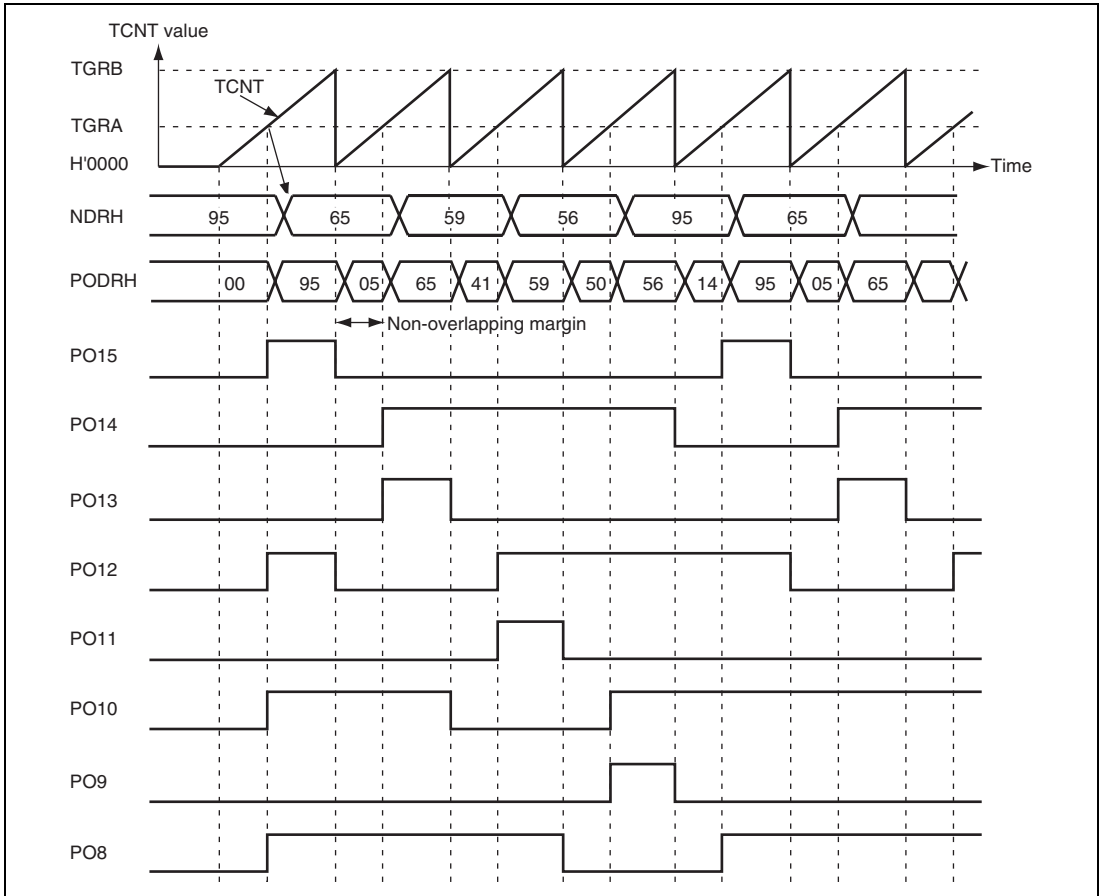 TCNT value
TGRB
TCNT
TGRA
H'0000
Time
NDRH 95 65 59 56 95 65
PODRH 00 95 05 65 41 59 50 56 14 95 05 65
Non-overlapping margin
PO15
PO14
PO13
PO12
PO11
PO10
PO9
PO8